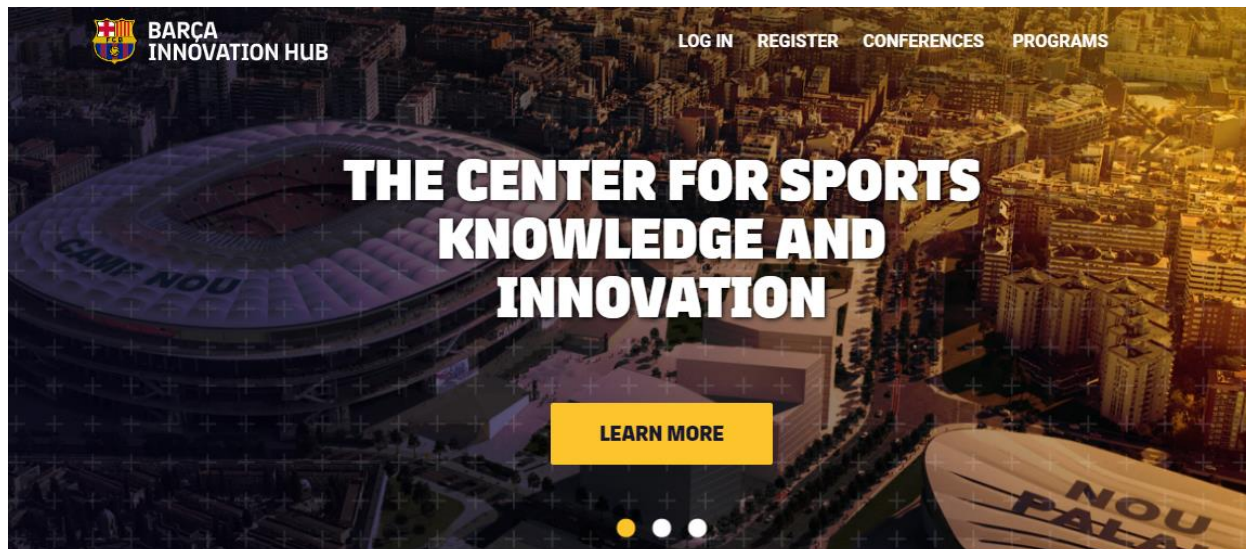 BARÇA
INNOVATION HUB
LOG IN REGISTER CONFERENCES PROGRAMS
THE CENTER FOR SPORTS
KNOWLEDGE AND
INNOVATION
CAMP NOU
LEARN MORE
NOU